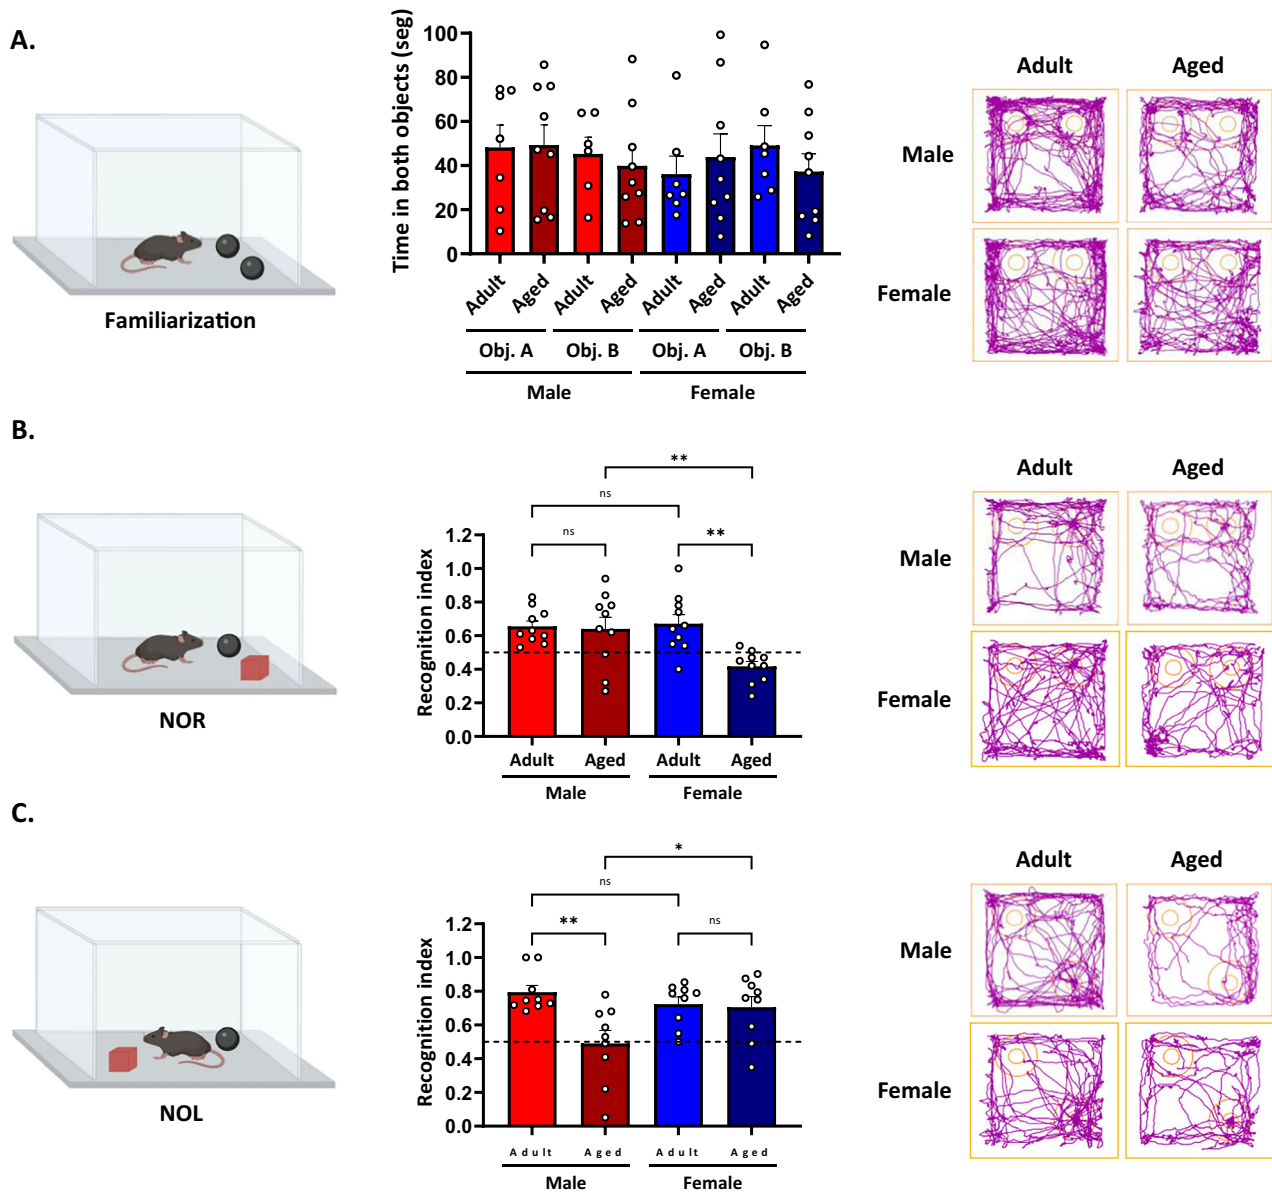 A.
Familiarization
Time in both objects (seg)
100
80
60
40
20
0
Adult Aged Adult Aged Adult Aged Adult Aged
Obj. A Obj. B Obj. A Obj. B
Male Female
Adult Aged
Male
Female
B.
NOR
Recognition index
**
ns
ns **
1.2
1.0
0.8
0.6
0.4
0.2
0.0
Adult Aged Adult Aged
Male Female
Adult Aged
Male
Female
C.
NOL
Recognition index
*
ns
** ns
1.2
1.0
0.8
0.6
0.4
0.2
0.0
Adult Aged Adult Aged
Male Female
Adult Aged
Male
Female